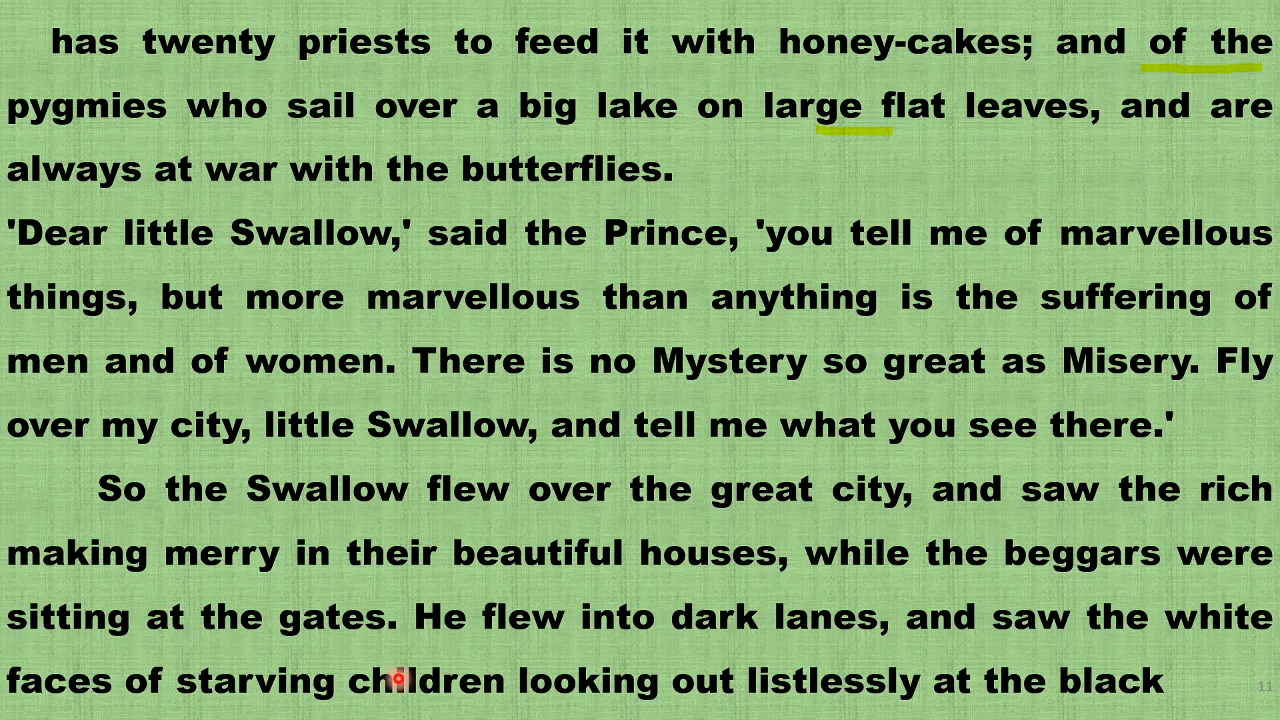 has twenty priests to feed it with honey-cakes; and of the
pygmies who sail over a big lake on large flat leaves, and are
always at war with the butterflies.
'Dear little Swallow,' said the Prince, 'you tell me of marvellous
things, but more marvellous than anything is the suffering of
men and of women. There is no Mystery so great as Misery. Fly
over my city, little Swallow, and tell me what you see there.'
So the Swallow flew over the great city, and saw the rich
making merry in their beautiful houses, while the beggars were
sitting at the gates. He flew into dark lanes, and saw the white
faces of starving children looking out listlessly at the black
11